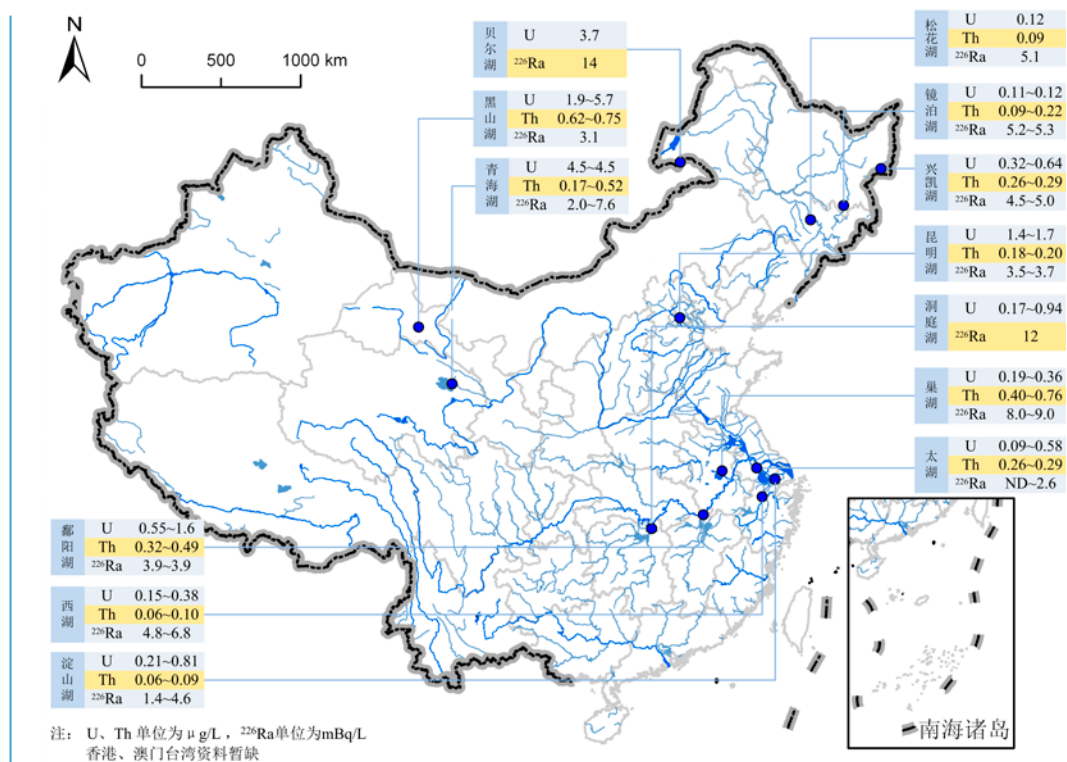 N
0 500 1000 km
贝尔湖
U 3.7
²²⁶Ra 14
黑山湖
U 1.9~5.7
Th 0.62~0.75
²²⁶Ra 3.1
青海湖
U 4.5~4.5
Th 0.17~0.52
²²⁶Ra 2.0~7.6
松花湖
U 0.12
Th 0.09
²²⁶Ra 5.1
镜泊湖
U 0.11~0.12
Th 0.09~0.22
²²⁶Ra 5.2~5.3
兴凯湖
U 0.32~0.64
Th 0.26~0.29
²²⁶Ra 4.5~5.0
昆明湖
U 1.4~1.7
Th 0.18~0.20
²²⁶Ra 3.5~3.7
洞庭湖
U 0.17~0.94
²²⁶Ra 12
巢湖
U 0.19~0.36
Th 0.40~0.76
²²⁶Ra 8.0~9.0
太湖
U 0.09~0.58
Th 0.26~0.29
²²⁶Ra ND~2.6
鄱阳湖
U 0.55~1.6
Th 0.32~0.49
²²⁶Ra 3.9~3.9
西湖
U 0.15~0.38
Th 0.06~0.10
²²⁶Ra 4.8~6.8
淀山湖
U 0.21~0.81
Th 0.06~0.09
²²⁶Ra 1.4~4.6
南海诸岛
注: U、Th 单位为μg/L，²²⁶Ra单位为mBq/L
香港、澳门台湾资料暂缺